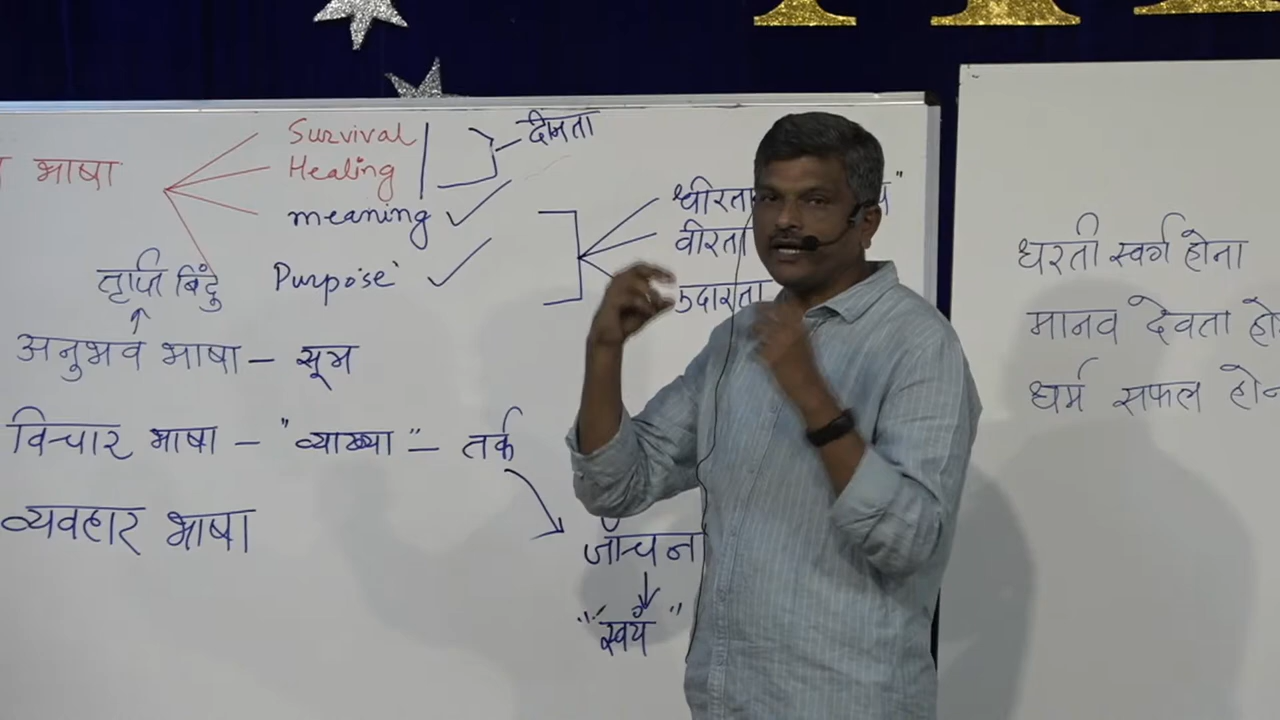 भाषा
Survival
Healing
meaning
Purpose
दीनता
धीरता
वीरता
उदारता
तृप्ति बिंदु
अनुभव भाषा – सूत्र
विचार भाषा – "व्याख्या" – तर्क
व्यवहार भाषा
जाँचना
"स्वयं"
धरती स्वर्ग होना
मानव देवता हो
धर्म सफल